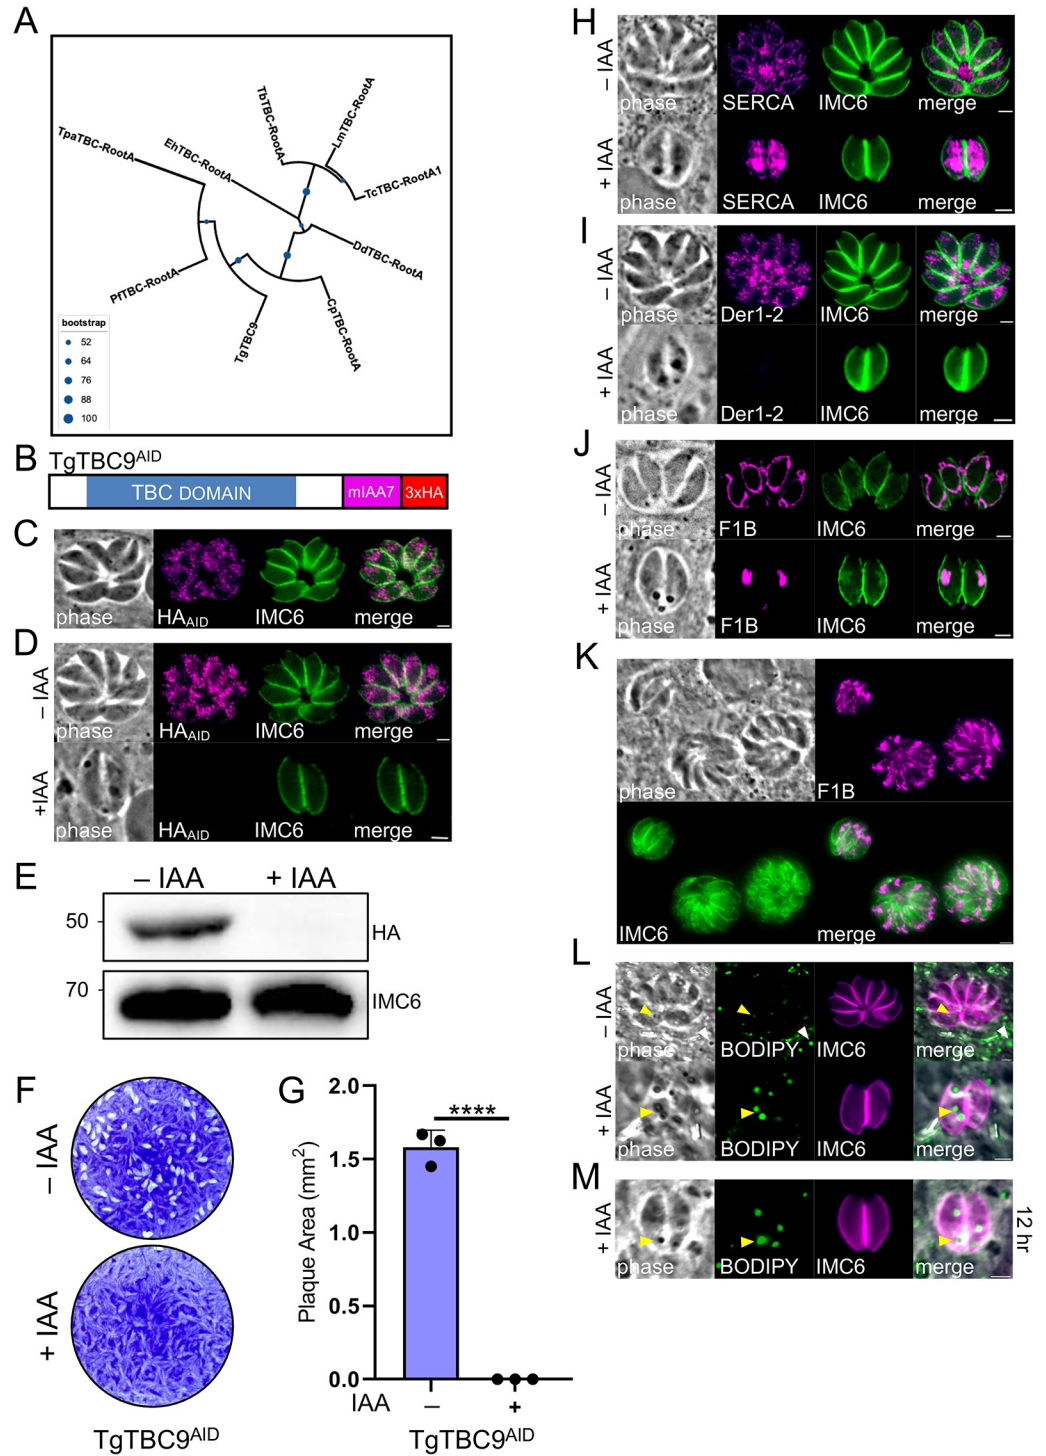 A
TbTBC-RootA
LmTBC-RootA
TpaTBC-RootA
EhTBC-RootA
TcTBC-RootA1
DdTBC-RootA
PfTBC-RootA
CpTBC-RootA
TgTBC9
bootstrap
52
64
76
88
100
B
TgTBC9AID
TBC DOMAIN
mIAA7
3xHA
C
phase
HAAID
IMC6
merge
D
– IAA
phase
HAAID
IMC6
merge
+IAA
phase
HAAID
IMC6
merge
E
– IAA
+ IAA
50
HA
70
IMC6
F
– IAA
+ IAA
TgTBC9AID
G
Plaque Area (mm2)
2.0
1.5
1.0
0.5
0.0
****
IAA
–
+
TgTBC9AID
H
– IAA
phase
SERCA
IMC6
merge
+ IAA
phase
SERCA
IMC6
merge
I
– IAA
phase
Der1-2
IMC6
merge
+ IAA
phase
Der1-2
IMC6
merge
J
– IAA
phase
F1B
IMC6
merge
+ IAA
phase
F1B
IMC6
merge
K
phase
F1B
IMC6
merge
L
– IAA
phase
BODIPY
IMC6
merge
+ IAA
phase
BODIPY
IMC6
merge
M
+ IAA
phase
BODIPY
IMC6
merge
12 hr